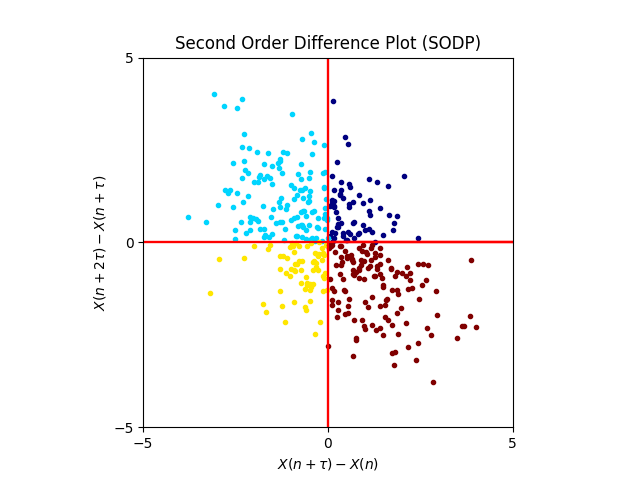 Second Order Difference Plot (SODP)
5
0
−5
X(n + 2τ) − X(n + τ)
−5 0 5
X(n + τ) − X(n)